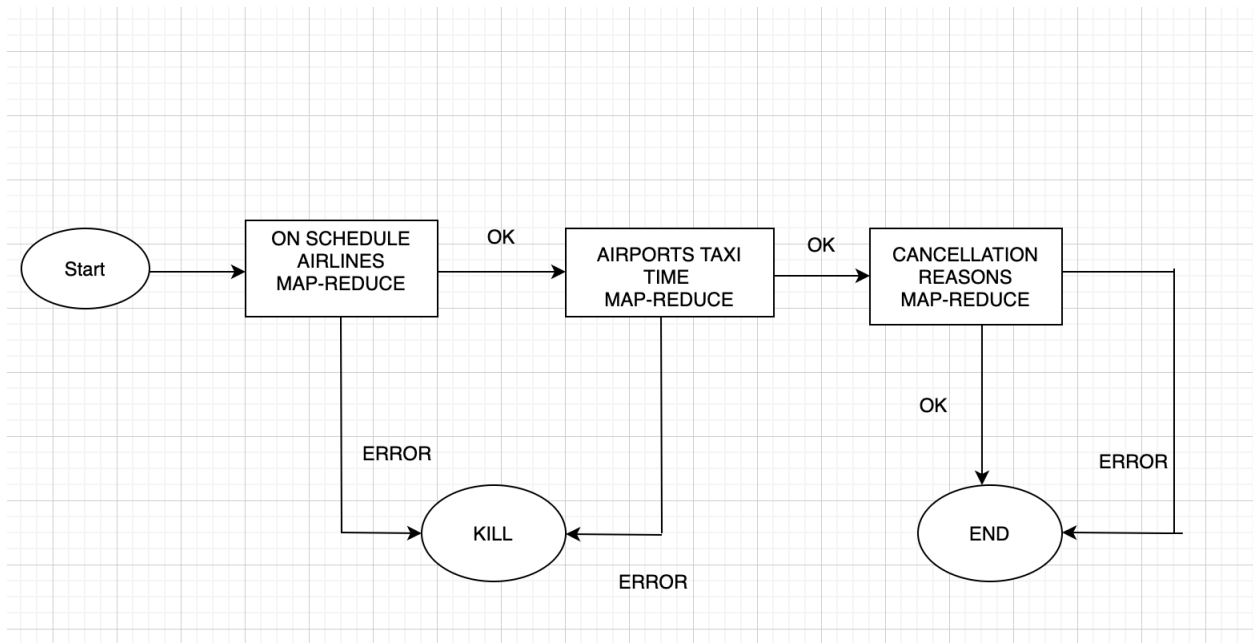 Start
ON SCHEDULE
AIRLINES
MAP-REDUCE
OK
AIRPORTS TAXI
TIME
MAP-REDUCE
OK
CANCELLATION
REASONS
MAP-REDUCE
OK
ERROR
ERROR
KILL
END
ERROR